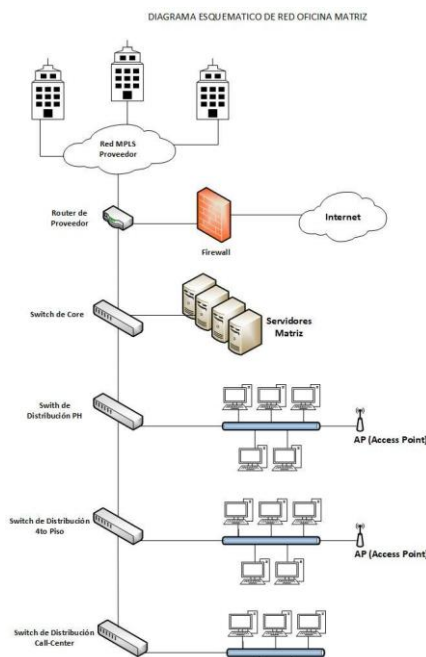 DIAGRAMA ESQUEMATICO DE RED OFICINA MATRIZ
Red MPLS
Proveedor
Router de
Proveedor
Firewall
Internet
Switch de Core
Servidores
Matriz
Swith de
Distribución PH
AP (Access Point)
Switch de Distribución
4to Piso
AP (Access Point)
Switch de Distribución
Call-Center